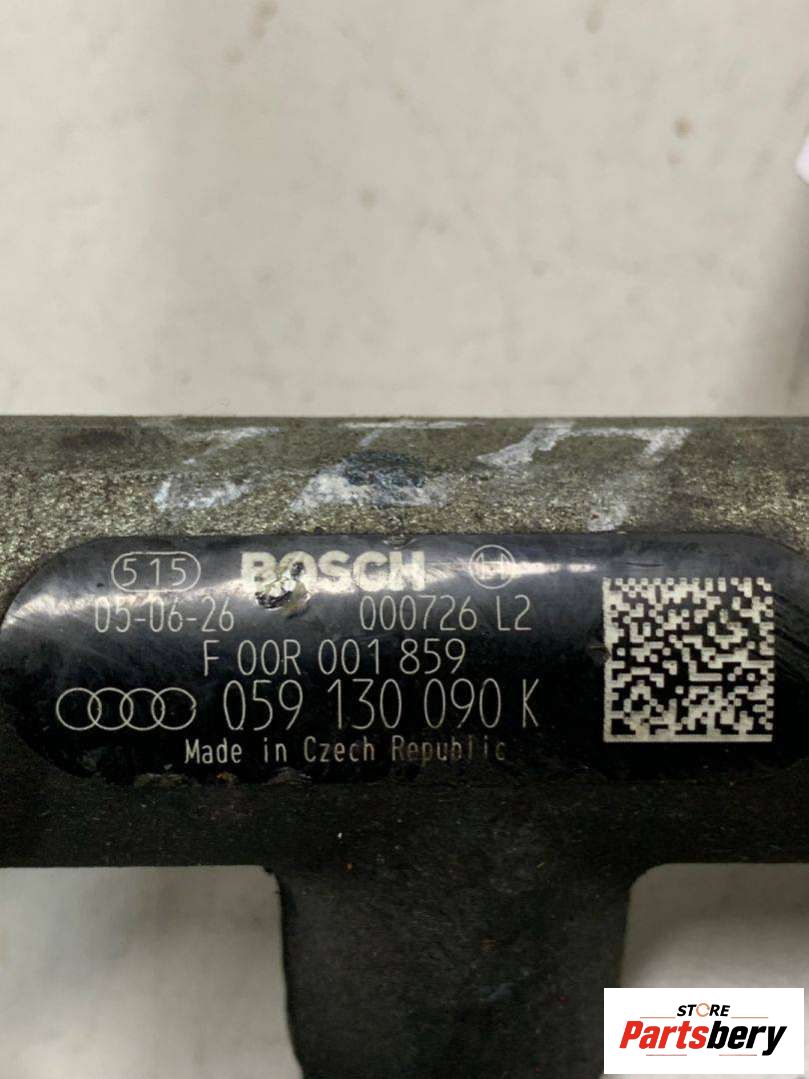 515 BOSCH H
05-06-26 000726 L2
F 00R 001 859
059 130 090 K
Made in Czech Republic
STORE
Partsbery